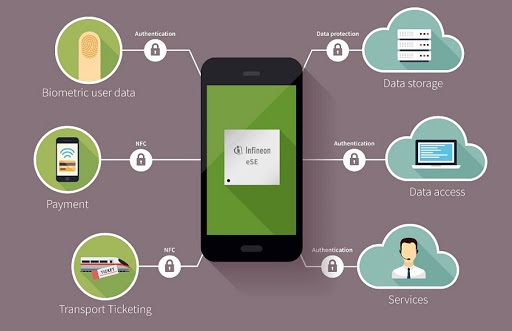 Authentication
Biometric user data
NFC
Payment
NFC
TICKET
Transport Ticketing
Infineon
eSE
Data protection
Data storage
Authentication
Data access
Authentication
Services